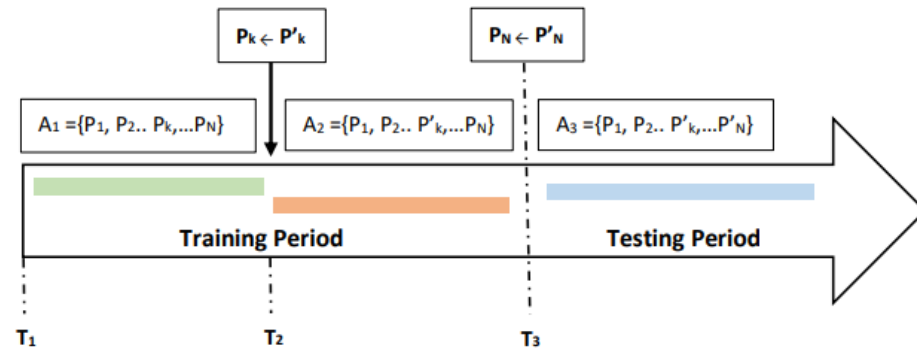 Pk ← P'k
PN ← P'N
A1 ={P1, P2.. Pk,...PN}
A2 ={P1, P2.. P'k,...PN}
A3 ={P1, P2.. P'k,...P'N}
Training Period
Testing Period
T1
T2
T3